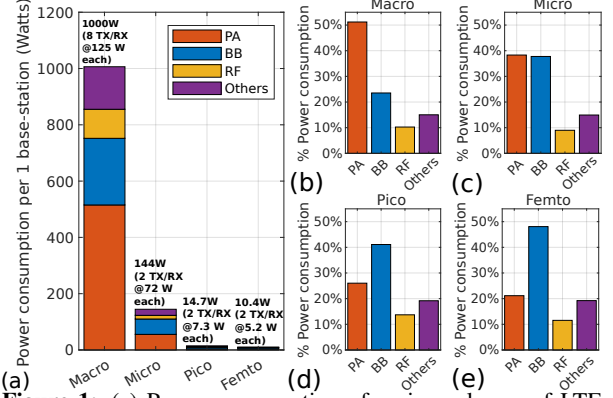 Power consumption per 1 base-station (Watts)
1200
1000
800
600
400
200
0
1000W
(8 TX/RX
@125 W
each)
144W
(2 TX/RX
@72 W
each)
14.7W
(2 TX/RX
@7.3 W
each)
10.4W
(2 TX/RX
@5.2 W
each)
PA
BB
RF
Others
Macro
Micro
Pico
Femto
(a)
Macro
% Power consumption
50%
40%
30%
20%
10%
0%
PA
BB
RF
Others
(b)
Micro
% Power consumption
50%
40%
30%
20%
10%
0%
PA
BB
RF
Others
(c)
Pico
% Power consumption
50%
40%
30%
20%
10%
0%
PA
BB
RF
Others
(d)
Femto
% Power consumption
50%
40%
30%
20%
10%
0%
PA
BB
RF
Others
(e)